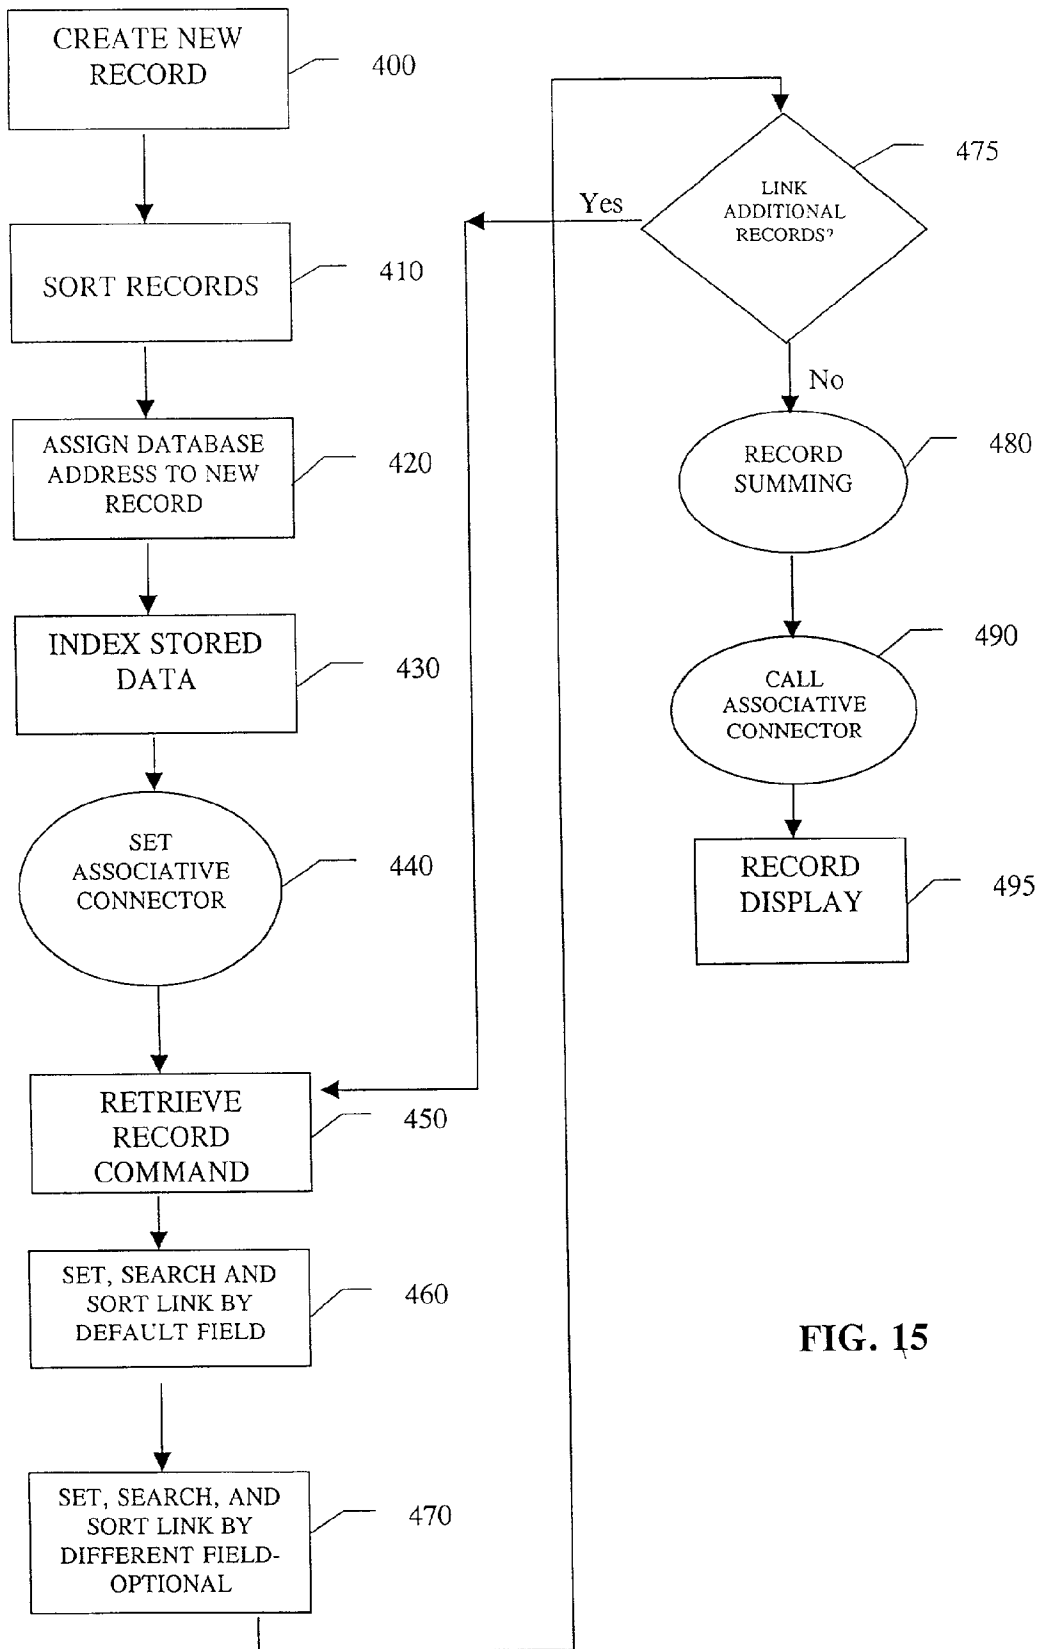 CREATE NEW
RECORD
400
SORT RECORDS
410
ASSIGN DATABASE
ADDRESS TO NEW
RECORD
420
INDEX STORED
DATA
430
SET
ASSOCIATIVE
CONNECTOR
440
RETRIEVE
RECORD
COMMAND
450
SET, SEARCH AND
SORT LINK BY
DEFAULT FIELD
460
SET, SEARCH, AND
SORT LINK BY
DIFFERENT FIELD-
OPTIONAL
470
LINK
ADDITIONAL
RECORDS?
475
Yes
No
RECORD
SUMMING
480
CALL
ASSOCIATIVE
CONNECTOR
490
RECORD
DISPLAY
495
FIG. 15